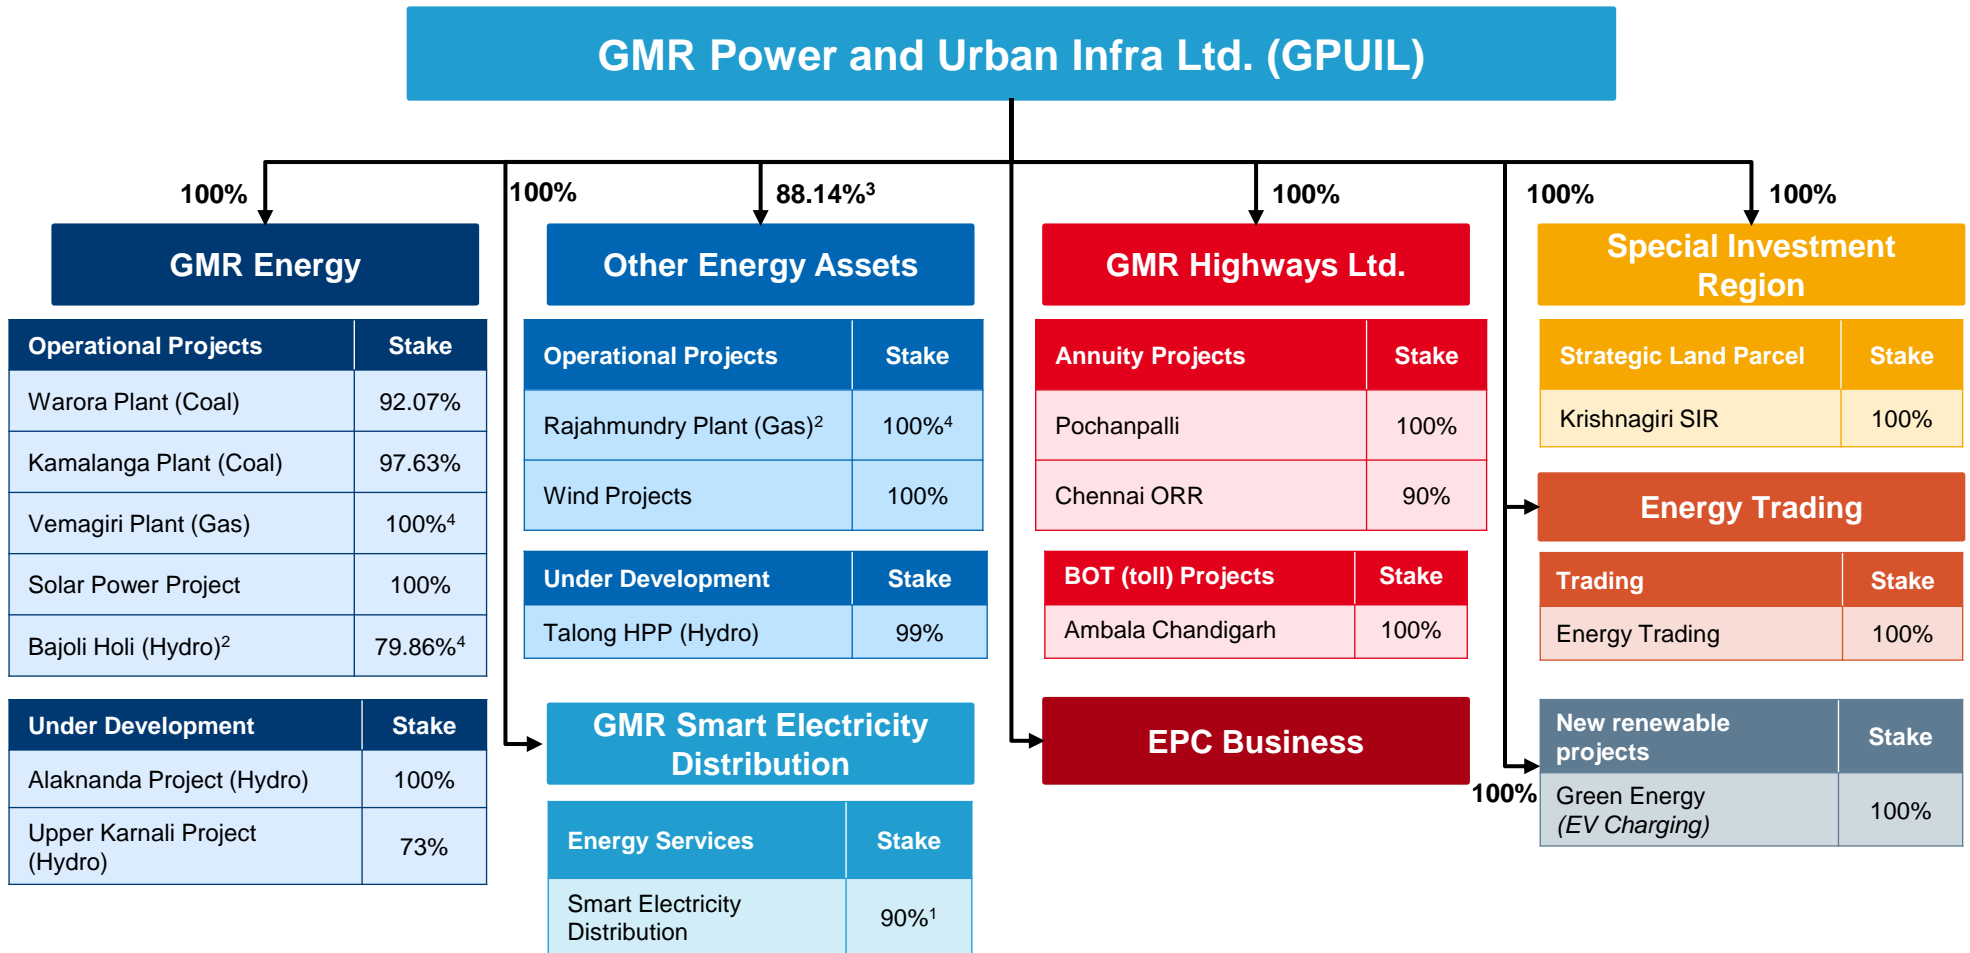 GMR Power and Urban Infra Ltd. (GPUIL)
100%
100%
88.14%³
100%
100%
100%
GMR Energy
Operational Projects Stake
Warora Plant (Coal) 92.07%
Kamalanga Plant (Coal) 97.63%
Vemagiri Plant (Gas) 100%⁴
Solar Power Project 100%
Bajoli Holi (Hydro)² 79.86%⁴
Under Development Stake
Alaknanda Project (Hydro) 100%
Upper Karnali Project
(Hydro)
73%
Other Energy Assets
Operational Projects Stake
Rajahmundry Plant (Gas)² 100%⁴
Wind Projects 100%
Under Development Stake
Talong HPP (Hydro) 99%
GMR Smart Electricity
Distribution
Energy Services Stake
Smart Electricity
Distribution
90%¹
GMR Highways Ltd.
Annuity Projects Stake
Pochanpalli 100%
Chennai ORR 90%
BOT (toll) Projects Stake
Ambala Chandigarh 100%
EPC Business
Special Investment
Region
Strategic Land Parcel Stake
Krishnagiri SIR 100%
Energy Trading
Trading Stake
Energy Trading 100%
100%
New renewable
projects
Stake
Green Energy
(EV Charging)
100%